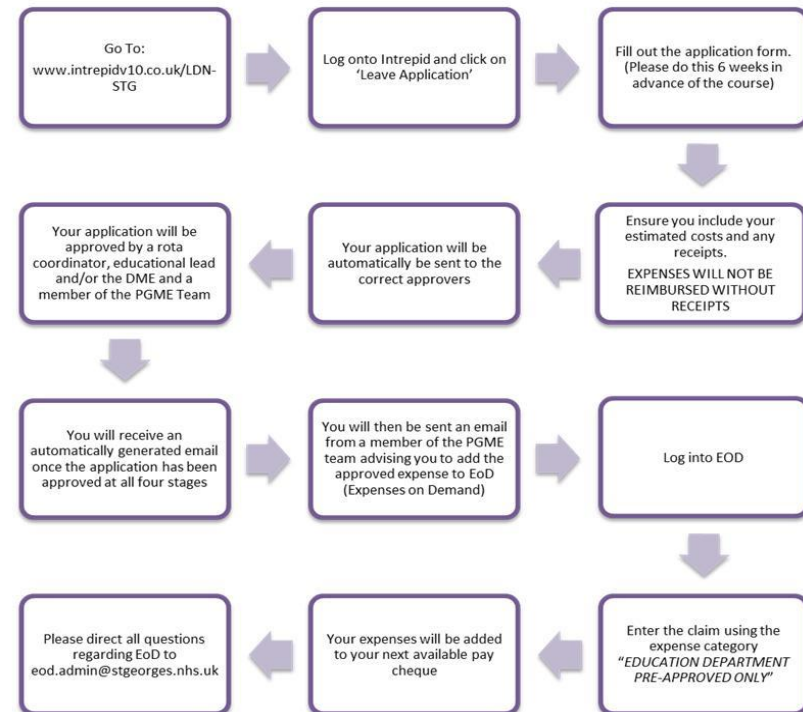 Go To:
www.intrepidv10.co.uk/LDN-
STG
Log onto Intrepid and click on
‘Leave Application’
Fill out the application form.
(Please do this 6 weeks in
advance of the course)
Ensure you include your
estimated costs and any
receipts.
EXPENSES WILL NOT BE
REIMBURSED WITHOUT
RECEIPTS
Your application will be
automatically be sent to the
correct approvers
Your application will be
approved by a rota
coordinator, educational lead
and/or the DME and a
member of the PGME Team
You will receive an
automatically generated email
once the application has been
approved at all four stages
You will then be sent an email
from a member of the PGME
team advising you to add the
approved expense to EoD
(Expenses on Demand)
Log into EOD
Enter the claim using the
expense category
“EDUCATION DEPARTMENT
PRE-APPROVED ONLY”
Your expenses will be added
to your next available pay
cheque
Please direct all questions
regarding EoD to
eod.admin@stgeorges.nhs.uk